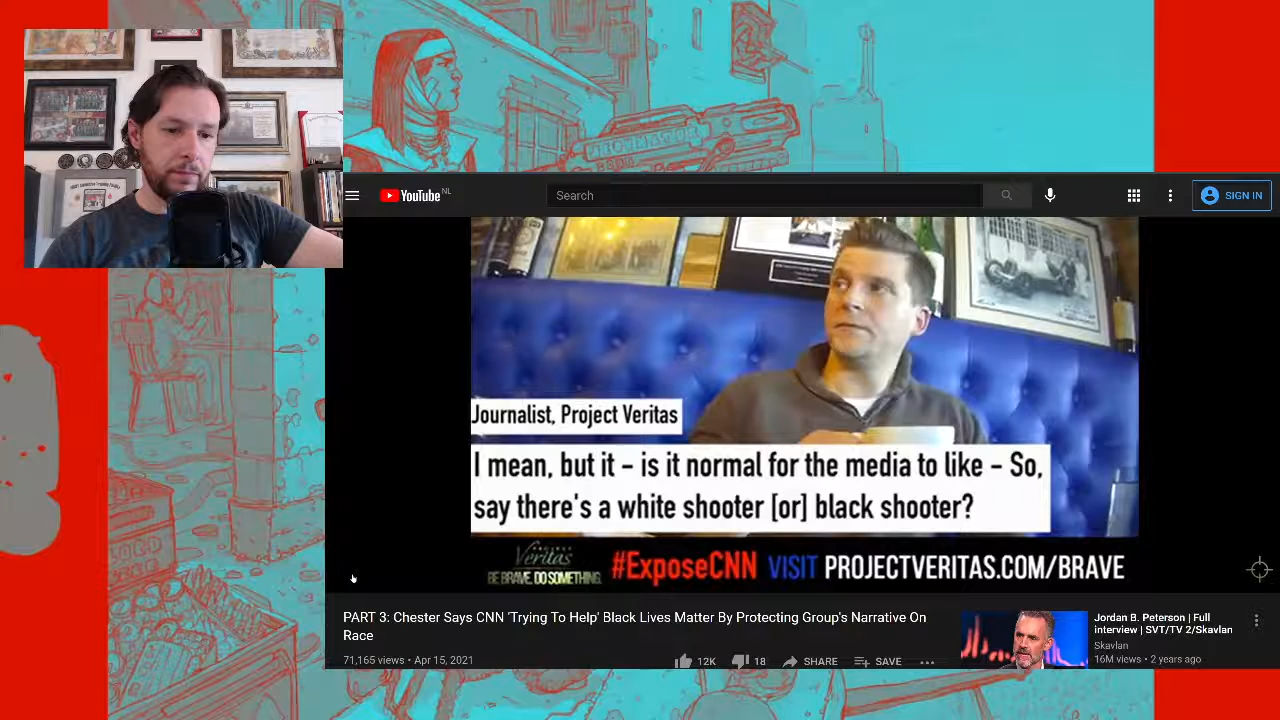 YouTube NL
Search
SIGN IN
Journalist, Project Veritas
I mean, but it – is it normal for the media to like – So,
say there's a white shooter [or] black shooter?
PROJECT
Veritas
BE BRAVE. DO SOMETHING.
#ExposeCNN VISIT PROJECTVERITAS.COM/BRAVE
PART 3: Chester Says CNN 'Trying To Help' Black Lives Matter By Protecting Group's Narrative On
Race
71,165 views • Apr 15, 2021
12K
18
SHARE
SAVE
Jordan B. Peterson | Full
interview | SVT/TV 2/Skavlan
Skavlan
16M views • 2 years ago